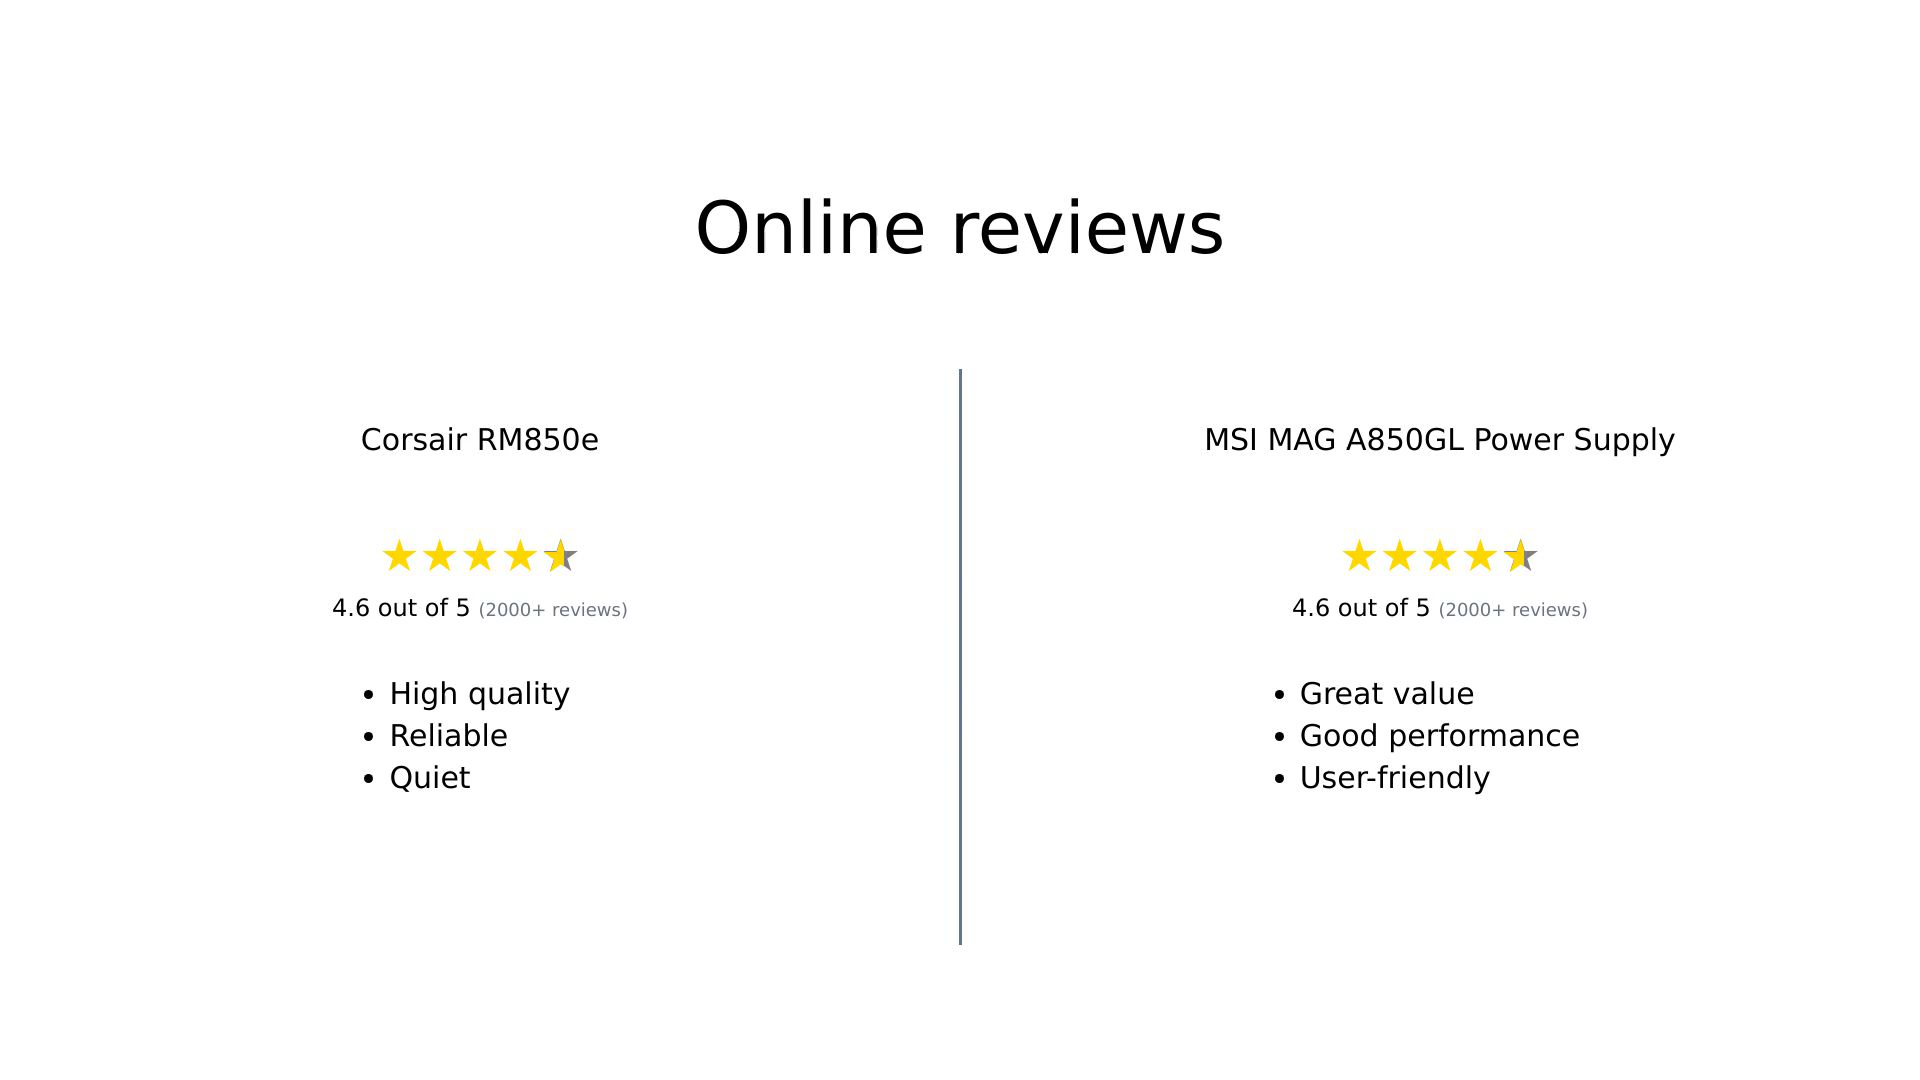 Online reviews
Corsair RM850e
4.6 out of 5 (2000+ reviews)
• High quality
• Reliable
• Quiet
MSI MAG A850GL Power Supply
4.6 out of 5 (2000+ reviews)
• Great value
• Good performance
• User-friendly